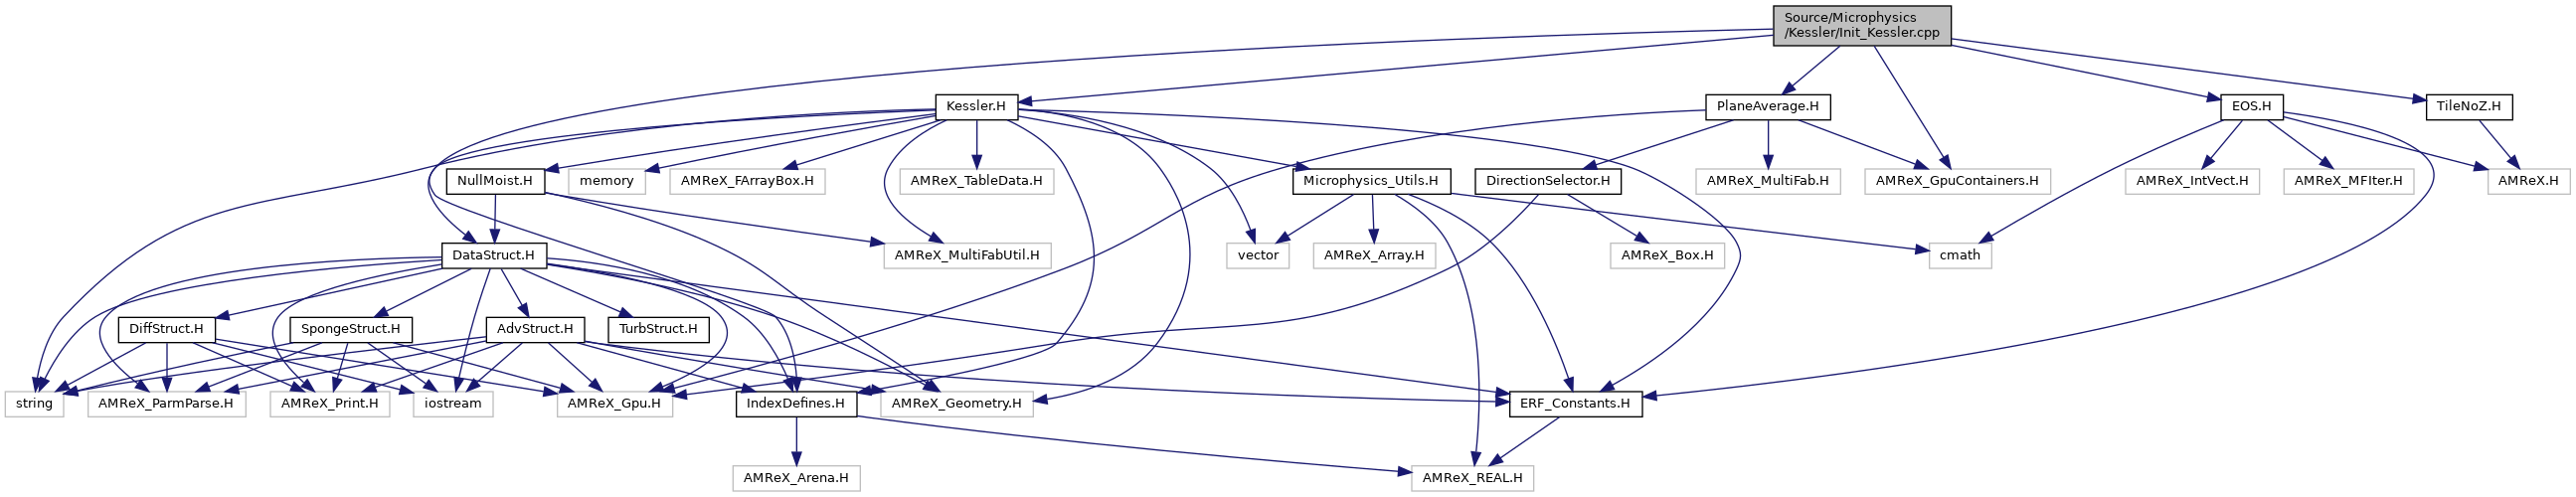 Source/Microphysics
/Kessler/Init_Kessler.cpp
Kessler.H
PlaneAverage.H
EOS.H
TileNoZ.H
NullMoist.H
memory
AMReX_FArrayBox.H
AMReX_TableData.H
Microphysics_Utils.H
DirectionSelector.H
AMReX_MultiFab.H
AMReX_GpuContainers.H
AMReX_IntVect.H
AMReX_MFIter.H
AMReX.H
DataStruct.H
AMReX_MultiFabUtil.H
vector
AMReX_Array.H
AMReX_Box.H
cmath
DiffStruct.H
SpongeStruct.H
AdvStruct.H
TurbStruct.H
string
AMReX_ParmParse.H
AMReX_Print.H
iostream
AMReX_Gpu.H
IndexDefines.H
AMReX_Geometry.H
ERF_Constants.H
AMReX_Arena.H
AMReX_REAL.H